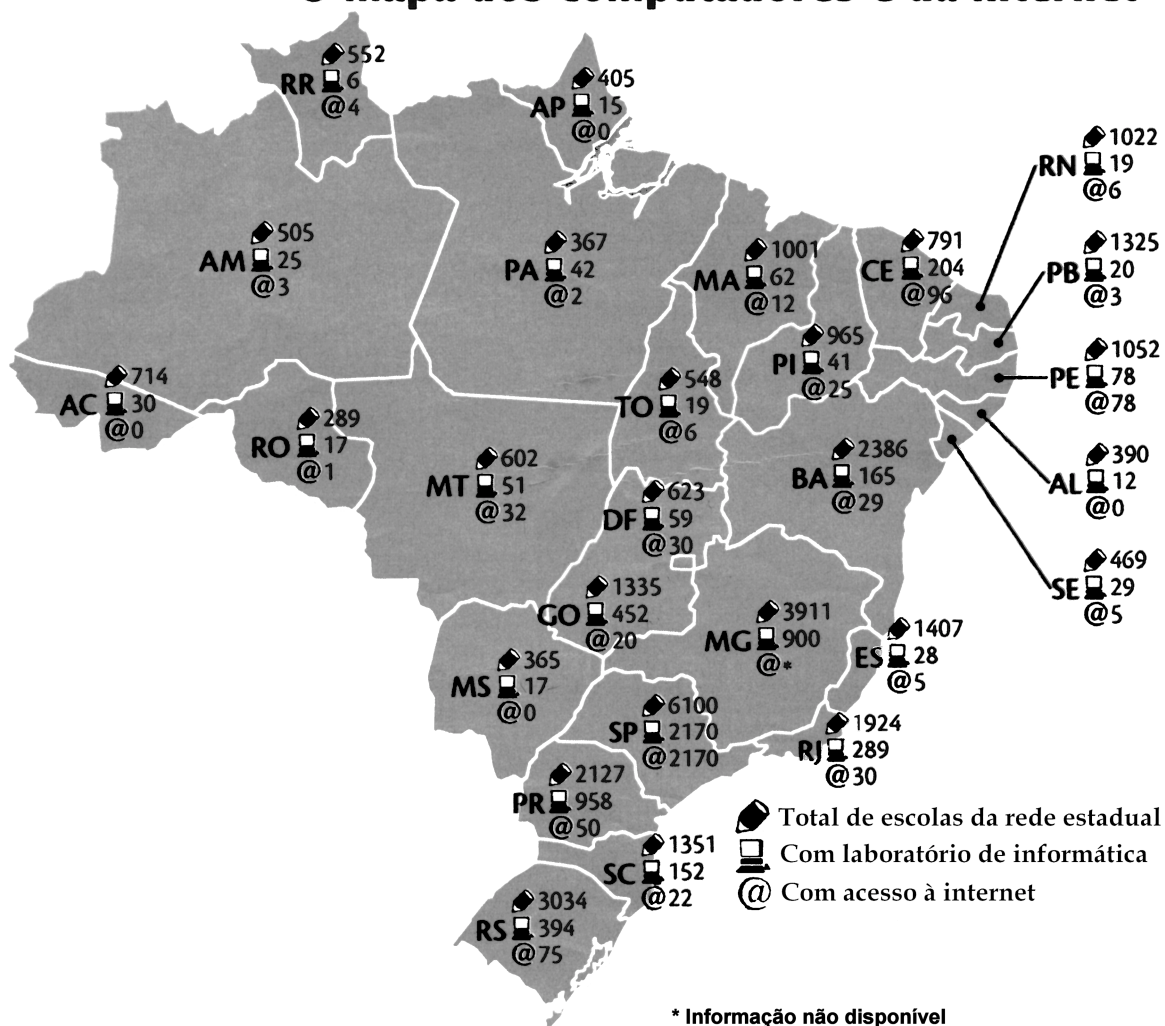 o mapa dos computadores e da internet
RR
552
6
@ 4
AP
405
15
@ 0
RN
1022
19
@ 6
AM
505
25
@ 3
PA
367
42
@ 2
MA
1001
62
@ 12
CE
791
204
@ 96
PB
1325
20
@ 3
PI
965
41
@ 25
PE
1052
78
@ 78
AC
714
30
@ 0
RO
289
17
@ 1
TO
548
19
@ 6
MT
602
51
@ 32
BA
2386
165
@ 29
AL
390
12
@ 0
DF
623
59
@ 30
SE
469
29
@ 5
GO
1335
452
@ 20
MG
3911
900
@ *
ES
1407
28
@ 5
MS
365
17
@ 0
SP
6100
2170
@ 2170
RJ
1924
289
@ 30
PR
2127
958
@ 50
SC
1351
152
@ 22
RS
3034
394
@ 75
Total de escolas da rede estadual
Com laboratório de informática
@ Com acesso à internet
* Informação não disponível